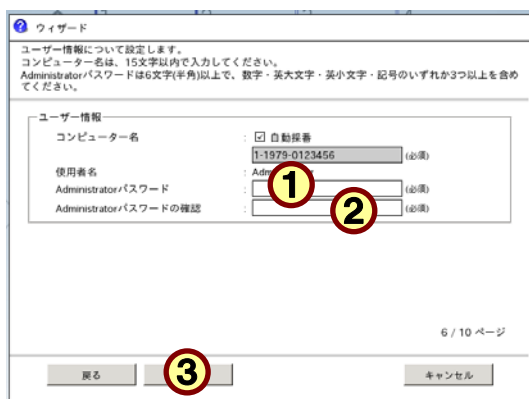 ウィザード
ユーザー情報について設定します。
コンピューター名は、15文字以内で入力してください。
Administratorパスワードは6文字(半角)以上で、数字・英大文字・英小文字・記号のいずれか3つ以上を含め
てください。
ユーザー情報
コンピューター名 : 自動採番
1-1979-0123456 (必須)
使用者名 :
Administratorパスワード : ① (必須)
Administratorパスワードの確認 : ② (必須)
6 / 10 ページ
戻る ③ キャンセル